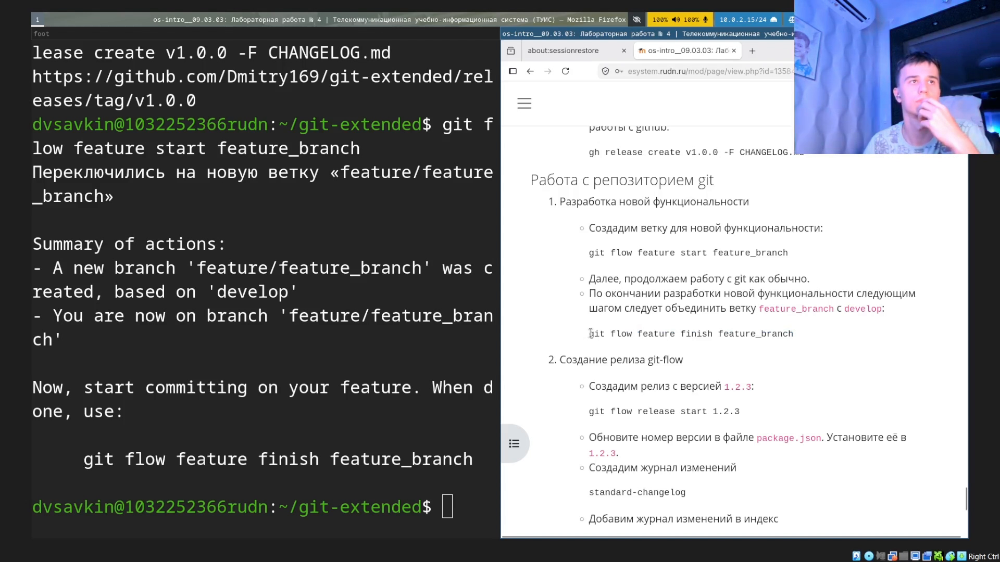 1
os-intro__09.03.03: Лабораторная работа № 4 | Телекоммуникационная учебно-информационная система (ТУИС) — Mozilla Firefox
100% 100%
10.0.2.15/24
foot
lease create v1.0.0 -F CHANGELOG.md
https://github.com/Dmitry169/git-extended/rel
eases/tag/v1.0.0
dvsavkin@1032252366rudn:~/git-extended$ git f
low feature start feature_branch
Переключились на новую ветку «feature/feature
_branch»
Summary of actions:
- A new branch 'feature/feature_branch' was c
reated, based on 'develop'
- You are now on branch 'feature/feature_bran
ch'
Now, start committing on your feature. When d
one, use:
git flow feature finish feature_branch
dvsavkin@1032252366rudn:~/git-extended$
os-intro__09.03.03: Лабораторная работа № 4 | Телекоммуникационная учебно-и
about:sessionrestore
os-intro__09.03.03: Лаб
esystem.rudn.ru/mod/page/view.php?id=1358
работы с github.
gh release create v1.0.0 -F CHANGELOG.md
Работа с репозиторием git
1. Разработка новой функциональности
Создадим ветку для новой функциональности:
git flow feature start feature_branch
Далее, продолжаем работу с git как обычно.
По окончании разработки новой функциональности следующим
шагом следует объединить ветку feature_branch с develop:
git flow feature finish feature_branch
2. Создание релиза git-flow
Создадим релиз с версией 1.2.3:
git flow release start 1.2.3
Обновите номер версии в файле package.json. Установите её в
1.2.3.
Создадим журнал изменений
standard-changelog
Добавим журнал изменений в индекс
Right Ctrl